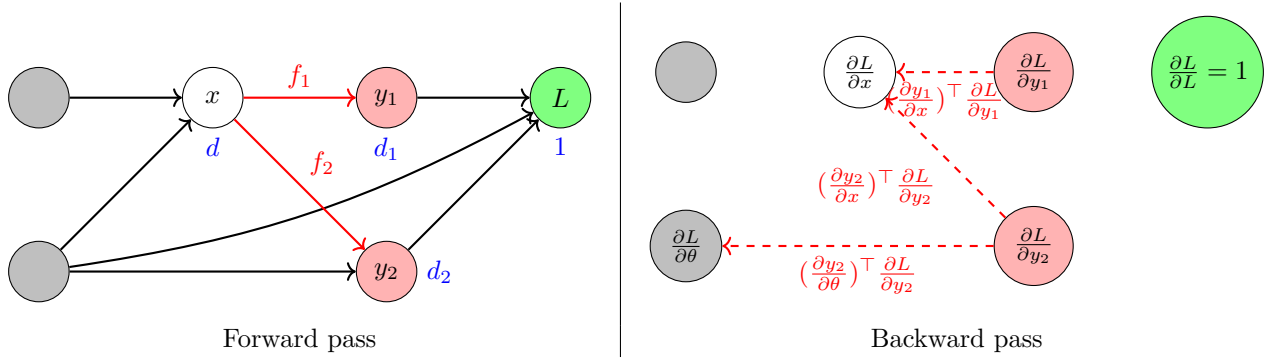 f₁
x
y₁
L
d
d₁
1
f₂
y₂
d₂
Forward pass
∂L/∂x
∂L/∂y₁
∂L/∂L = 1
(∂y₁/∂x)^⊤ ∂L/∂y₁
(∂y₂/∂x)^⊤ ∂L/∂y₂
∂L/∂θ
∂L/∂y₂
(∂y₂/∂θ)^⊤ ∂L/∂y₂
Backward pass